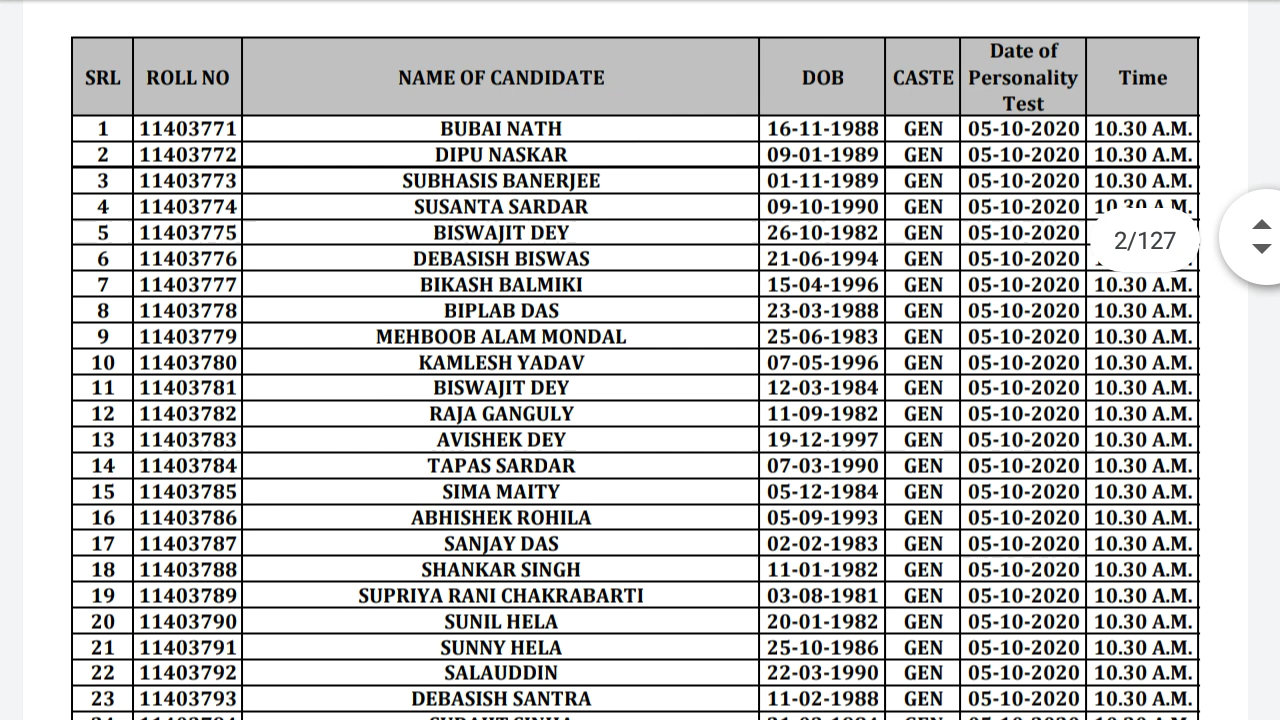 SRL ROLL NO NAME OF CANDIDATE DOB CASTE Date of Personality Test Time
1 11403771 BUBAI NATH 16-11-1988 GEN 05-10-2020 10.30 A.M.
2 11403772 DIPU NASKAR 09-01-1989 GEN 05-10-2020 10.30 A.M.
3 11403773 SUBHASIS BANERJEE 01-11-1989 GEN 05-10-2020 10.30 A.M.
4 11403774 SUSANTA SARDAR 09-10-1990 GEN 05-10-2020 10.30 A.M.
5 11403775 BISWAJIT DEY 26-10-1982 GEN 05-10-2020
2/127
6 11403776 DEBASISH BISWAS 21-06-1994 GEN 05-10-2020
7 11403777 BIKASH BALMIKI 15-04-1996 GEN 05-10-2020 10.30 A.M.
8 11403778 BIPLAB DAS 23-03-1988 GEN 05-10-2020 10.30 A.M.
9 11403779 MEHBOOB ALAM MONDAL 25-06-1983 GEN 05-10-2020 10.30 A.M.
10 11403780 KAMLESH YADAV 07-05-1996 GEN 05-10-2020 10.30 A.M.
11 11403781 BISWAJIT DEY 12-03-1984 GEN 05-10-2020 10.30 A.M.
12 11403782 RAJA GANGULY 11-09-1982 GEN 05-10-2020 10.30 A.M.
13 11403783 AVISHEK DEY 19-12-1997 GEN 05-10-2020 10.30 A.M.
14 11403784 TAPAS SARDAR 07-03-1990 GEN 05-10-2020 10.30 A.M.
15 11403785 SIMA MAITY 05-12-1984 GEN 05-10-2020 10.30 A.M.
16 11403786 ABHISHEK ROHILA 05-09-1993 GEN 05-10-2020 10.30 A.M.
17 11403787 SANJAY DAS 02-02-1983 GEN 05-10-2020 10.30 A.M.
18 11403788 SHANKAR SINGH 11-01-1982 GEN 05-10-2020 10.30 A.M.
19 11403789 SUPRIYA RANI CHAKRABARTI 03-08-1981 GEN 05-10-2020 10.30 A.M.
20 11403790 SUNIL HELA 20-01-1982 GEN 05-10-2020 10.30 A.M.
21 11403791 SUNNY HELA 25-10-1986 GEN 05-10-2020 10.30 A.M.
22 11403792 SALAUDDIN 22-03-1990 GEN 05-10-2020 10.30 A.M.
23 11403793 DEBASISH SANTRA 11-02-1988 GEN 05-10-2020 10.30 A.M.